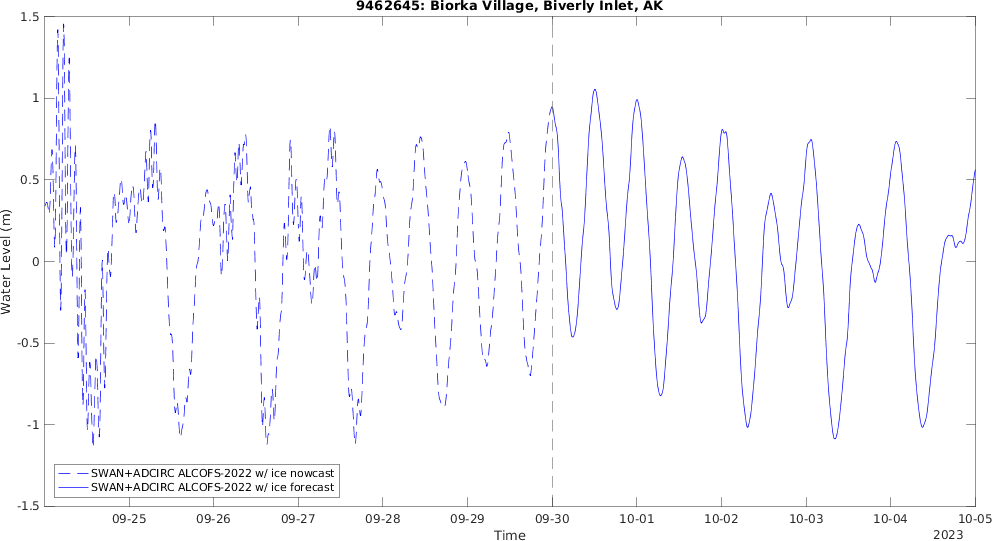 9462645: Biorka Village, Biverly Inlet, AK
1.5
1
0.5
0
-0.5
-1
-1.5
Water Level (m)
SWAN+ADCIRC ALCOFS-2022 w/ ice nowcast
SWAN+ADCIRC ALCOFS-2022 w/ ice forecast
09-25 09-26 09-27 09-28 09-29 09-30 10-01 10-02 10-03 10-04 10-05
Time
2023